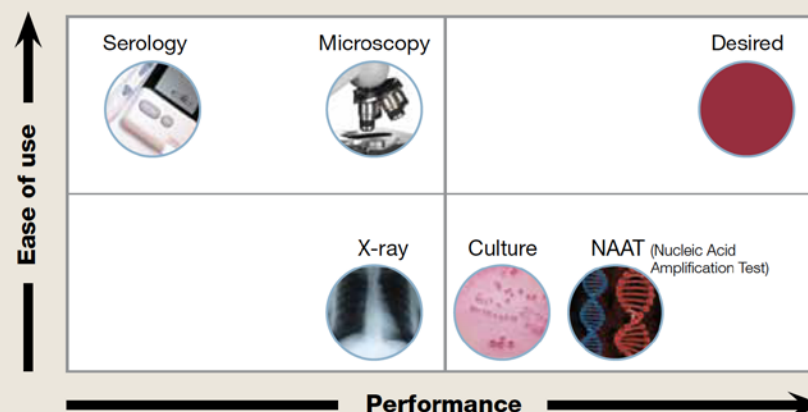 Serology
Microscopy
Desired
Ease of use
X-ray
Culture
NAAT (Nucleic Acid
Amplification Test)
Performance